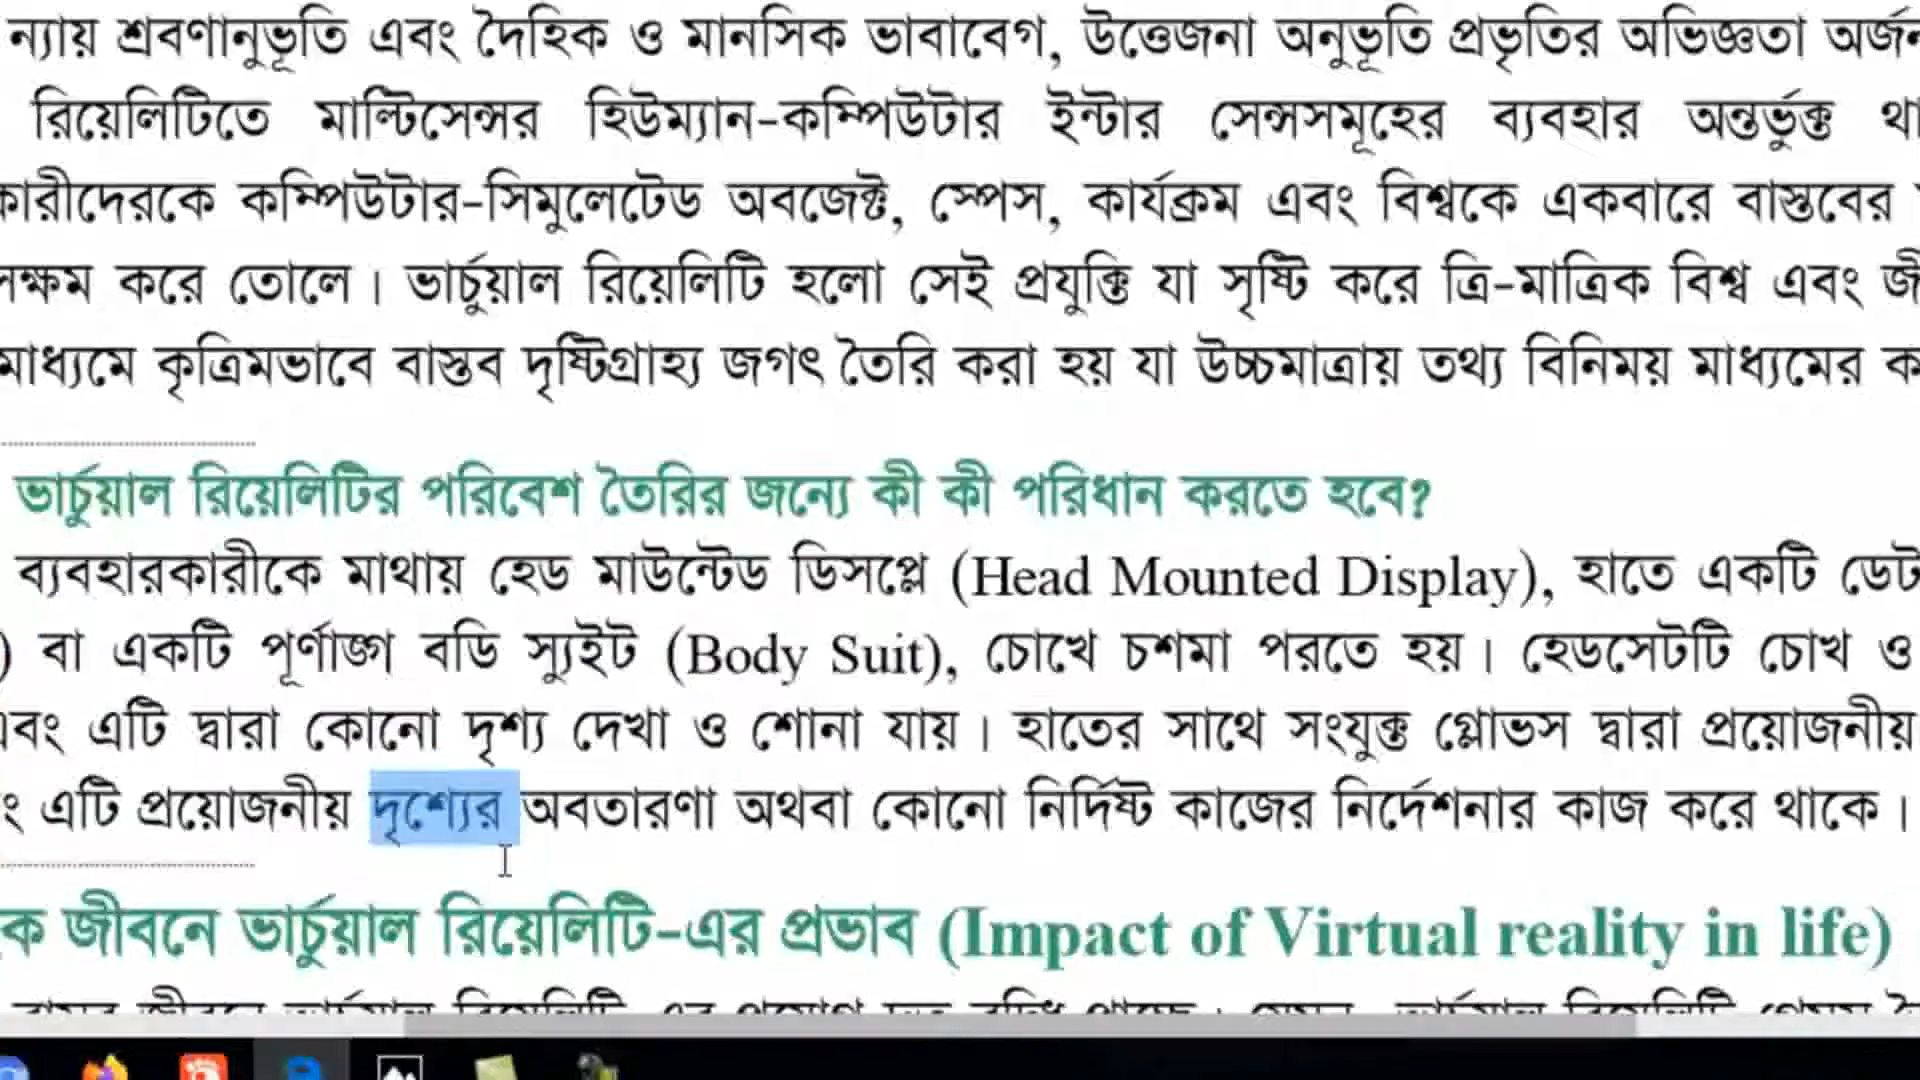 ন্যায় শ্রবণানুভূতি এবং দৈহিক ও মানসিক ভাবাবেগ, উত্তেজনা অনুভূতি প্রভৃতির অভিজ্ঞতা
রিয়েলিটিতে মাল্টিসেন্সর হিউম্যান-কম্পিউটার ইন্টার সেন্সসমূহের ব্যবহার অন্তর্ভুক্ত
কারীদেরকে কম্পিউটার-সিমুলেটেড অবজেক্ট, স্পেস, কার্যক্রম এবং বিশ্বকে একবারে বাস্তবের
করে তোলে। ভার্চুয়াল রিয়েলিটি হলো সেই প্রযুক্তি যা সৃষ্টি করে ত্রি-মাত্রিক বিশ্ব এবং
মাধ্যমে কৃত্রিমভাবে বাস্তব দৃষ্টিগ্রাহ্য জগৎ তৈরি করা হয় যা উচ্চমাত্রায় তথ্য বিনিময় মাধ্যমের
ভার্চুয়াল রিয়েলিটির পরিবেশ তৈরির জন্যে কী কী পরিধান করতে হবে?
ব্যবহারকারীকে মাথায় হেড মাউন্টেড ডিসপ্লে (Head Mounted Display), হাতে একটি
) বা একটি পূর্ণাঙ্গ বডি স্যুইট (Body Suit), চোখে চশমা পরতে হয়। হেডসেটটি চোখ ও
এবং এটি দ্বারা কোনো দৃশ্য দেখা ও শোনা যায়। হাতের সাথে সংযুক্ত গ্লোভস দ্বারা প্রয়োজনীয়
এটি প্রয়োজনীয় দৃশ্যের অবতারণা অথবা কোনো নির্দিষ্ট কাজের নির্দেশনার কাজ করে থাকে।
ক জীবনে ভার্চুয়াল রিয়েলিটি-এর প্রভাব (Impact of Virtual reality in life)